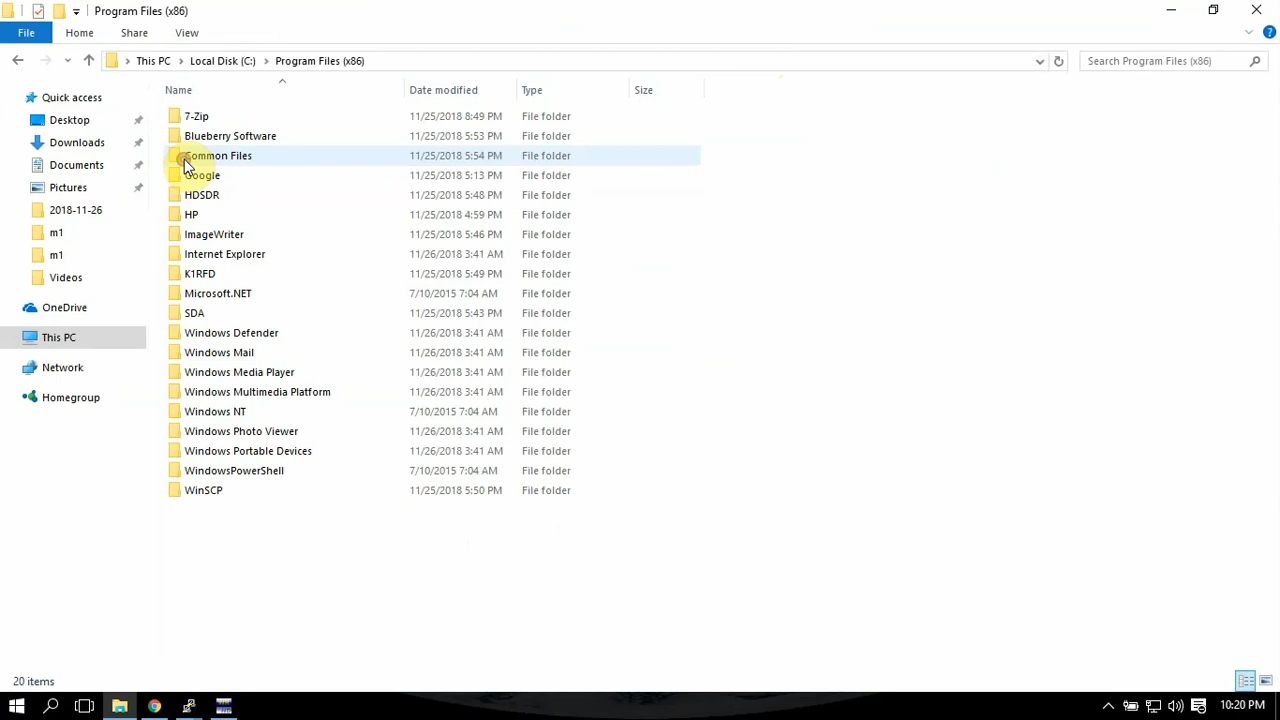 Program Files (x86)
File Home Share View
This PC Local Disk (C:) Program Files (x86) Search Program Files (x86)
Name Date modified Type Size
Quick access
Desktop
Downloads
Documents
Pictures
2018-11-26
m1
m1
Videos
OneDrive
This PC
Network
Homegroup
7-Zip 11/25/2018 8:49 PM File folder
Blueberry Software 11/25/2018 5:53 PM File folder
Common Files 11/25/2018 5:54 PM File folder
Google 11/25/2018 5:13 PM File folder
HDSDR 11/25/2018 5:48 PM File folder
HP 11/25/2018 4:59 PM File folder
ImageWriter 11/25/2018 5:46 PM File folder
Internet Explorer 11/26/2018 3:41 AM File folder
K1RFD 11/25/2018 5:49 PM File folder
Microsoft.NET 7/10/2015 7:04 AM File folder
SDA 11/25/2018 5:43 PM File folder
Windows Defender 11/26/2018 3:41 AM File folder
Windows Mail 11/26/2018 3:41 AM File folder
Windows Media Player 11/26/2018 3:41 AM File folder
Windows Multimedia Platform 11/26/2018 3:41 AM File folder
Windows NT 7/10/2015 7:04 AM File folder
Windows Photo Viewer 11/26/2018 3:41 AM File folder
Windows Portable Devices 11/26/2018 3:41 AM File folder
WindowsPowerShell 7/10/2015 7:04 AM File folder
WinSCP 11/25/2018 5:50 PM File folder
20 items
10:20 PM